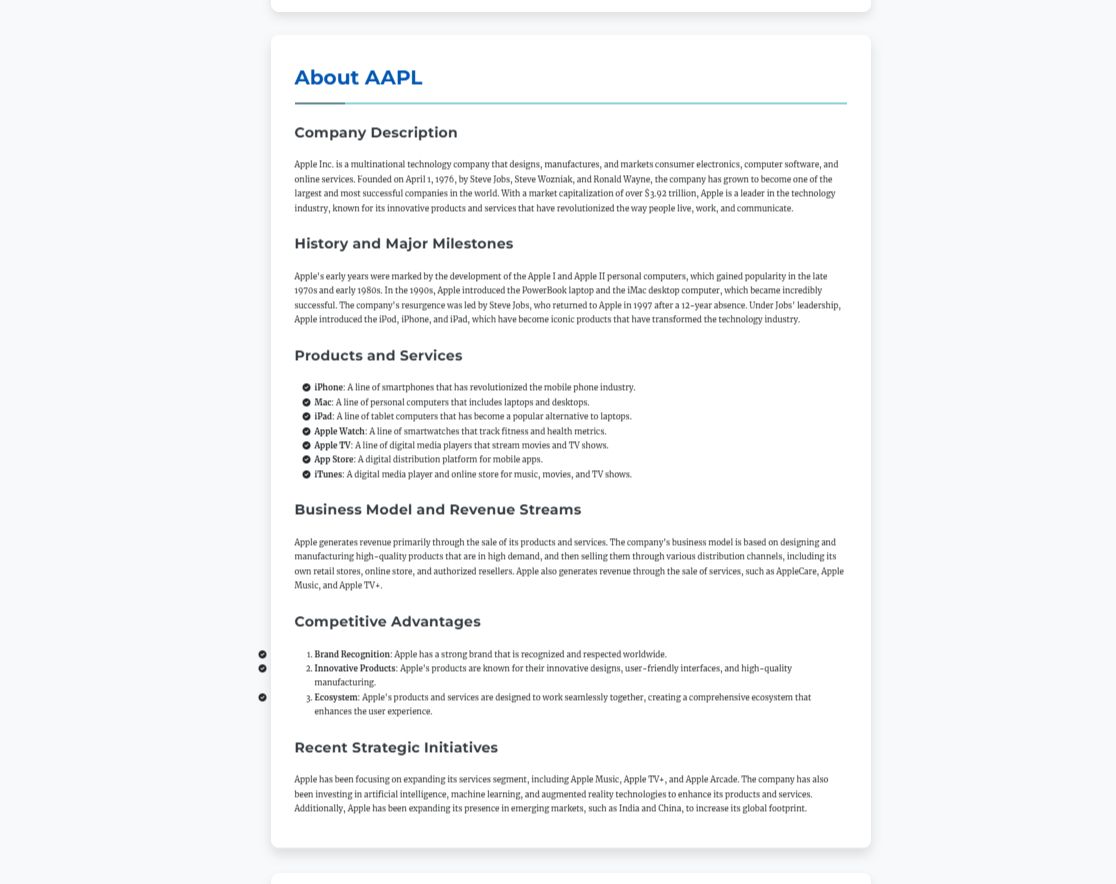 About AAPL
Company Description
Apple Inc. is a multinational technology company that designs, manufactures, and markets consumer electronics, computer software, and
online services. Founded on April 1, 1976, by Steve Jobs, Steve Wozniak, and Ronald Wayne, the company has grown to become one of the
largest and most successful companies in the world. With a market capitalization of over $3.92 trillion, Apple is a leader in the technology
industry, known for its innovative products and services that have revolutionized the way people live, work, and communicate.
History and Major Milestones
Apple's early years were marked by the development of the Apple I and Apple II personal computers, which gained popularity in the late
1970s and early 1980s. In the 1990s, Apple introduced the PowerBook laptop and the iMac desktop computer, which became incredibly
successful. The company's resurgence was led by Steve Jobs, who returned to Apple in 1997 after a 12-year absence. Under Jobs' leadership,
Apple introduced the iPod, iPhone, and iPad, which have become iconic products that have transformed the technology industry.
Products and Services
iPhone: A line of smartphones that has revolutionized the mobile phone industry.
Mac: A line of personal computers that includes laptops and desktops.
iPad: A line of tablet computers that has become a popular alternative to laptops.
Apple Watch: A line of smartwatches that track fitness and health metrics.
Apple TV: A line of digital media players that stream movies and TV shows.
App Store: A digital distribution platform for mobile apps.
iTunes: A digital media player and online store for music, movies, and TV shows.
Business Model and Revenue Streams
Apple generates revenue primarily through the sale of its products and services. The company's business model is based on designing and
manufacturing high-quality products that are in high demand, and then selling them through various distribution channels, including its
own retail stores, online store, and authorized resellers. Apple also generates revenue through the sale of services, such as AppleCare, Apple
Music, and Apple TV+.
Competitive Advantages
1. Brand Recognition: Apple has a strong brand that is recognized and respected worldwide.
2. Innovative Products: Apple's products are known for their innovative designs, user-friendly interfaces, and high-quality
manufacturing.
3. Ecosystem: Apple's products and services are designed to work seamlessly together, creating a comprehensive ecosystem that
enhances the user experience.
Recent Strategic Initiatives
Apple has been focusing on expanding its services segment, including Apple Music, Apple TV+, and Apple Arcade. The company has also
been investing in artificial intelligence, machine learning, and augmented reality technologies to enhance its products and services.
Additionally, Apple has been expanding its presence in emerging markets, such as India and China, to increase its global footprint.